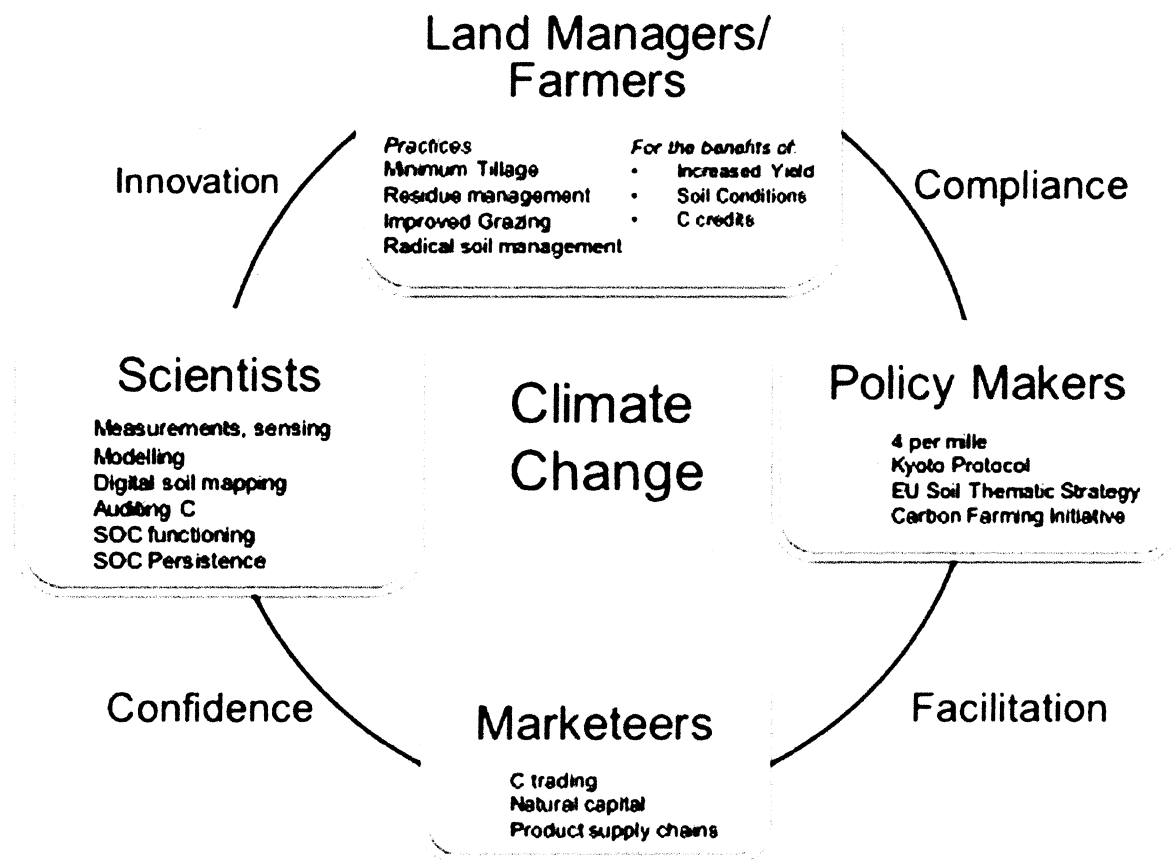 Land Managers/
Farmers
Practices
Minimum Tillage
Residue management
Improved Grazing
Radical soil management
For the benefits of:
• Increased Yield
• Soil Conditions
• C credits
Innovation
Compliance
Scientists
Measurements, sensing
Modelling
Digital soil mapping
Auditing C
SOC functioning
SOC Persistence
Climate
Change
Policy Makers
4 per mille
Kyoto Protocol
EU Soil Thematic Strategy
Carbon Farming Initiative
Confidence
Facilitation
Marketeers
C trading
Natural capital
Product supply chains